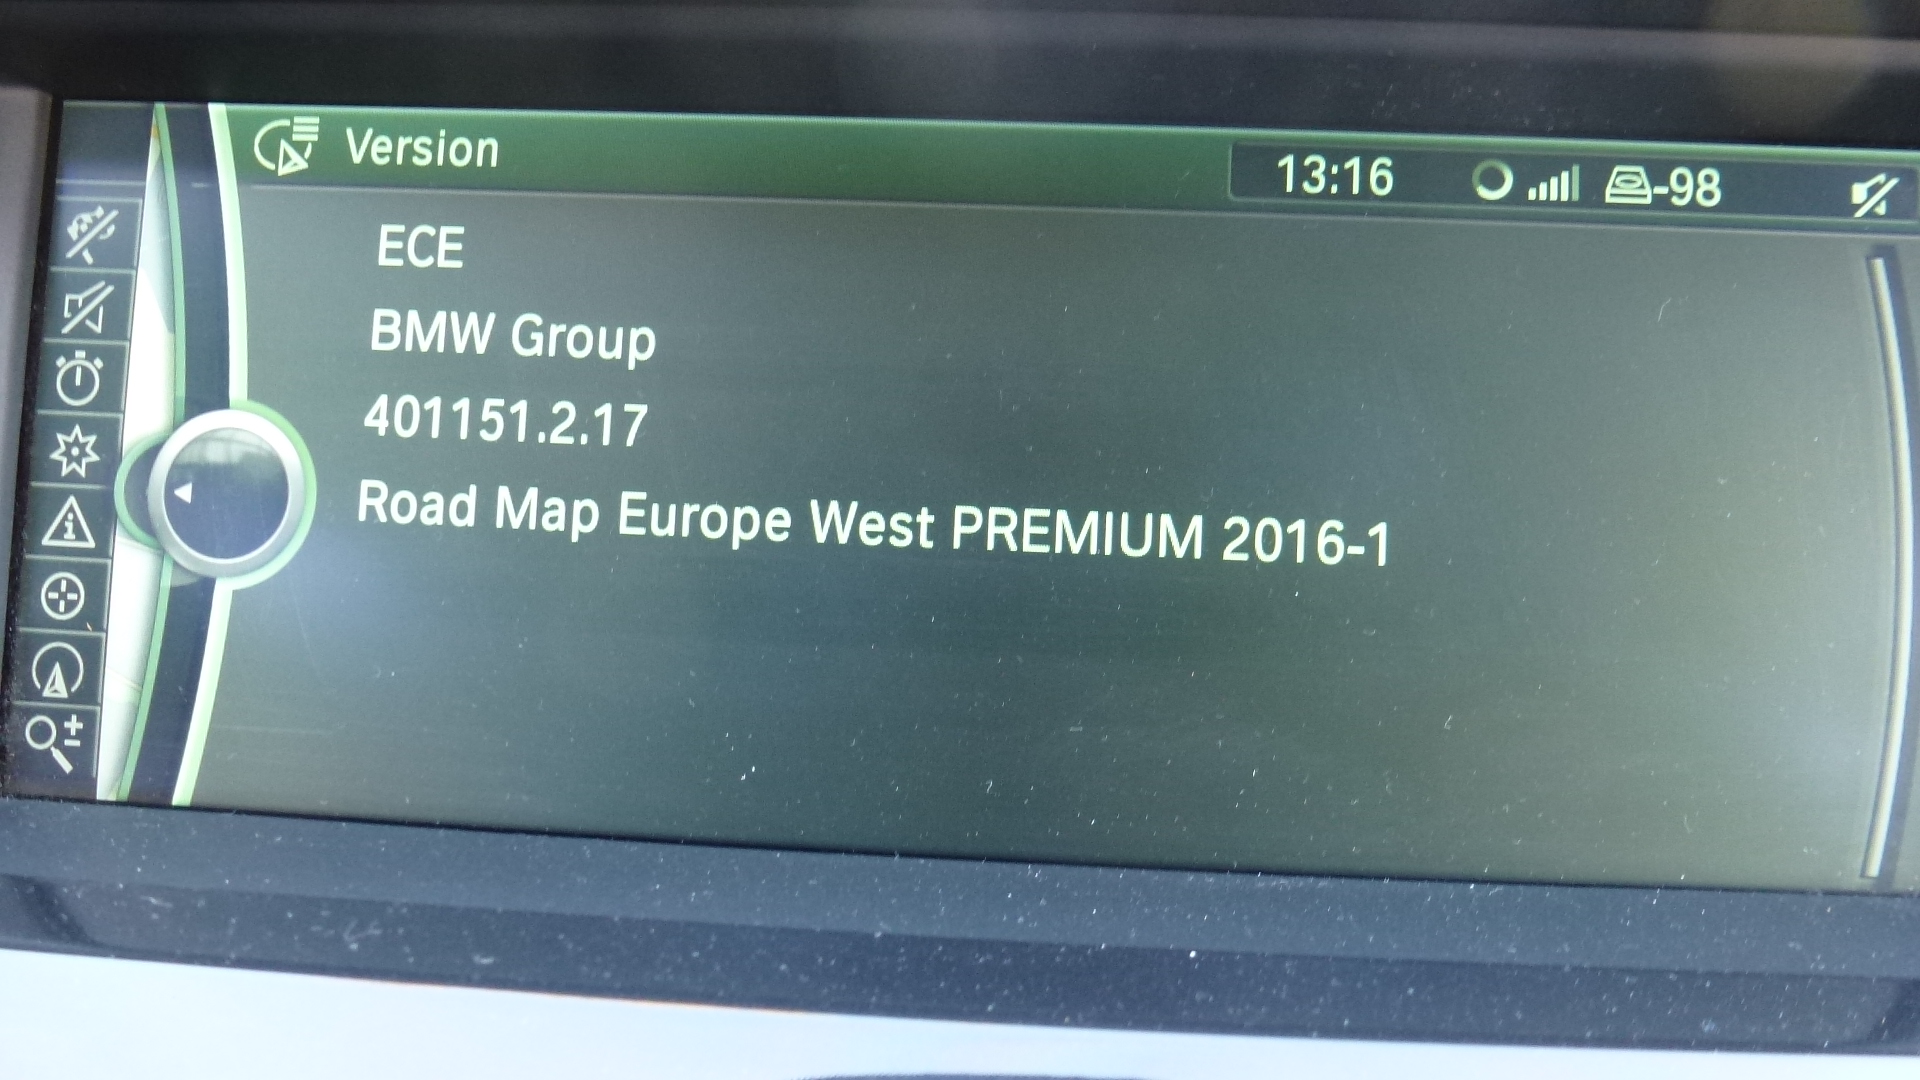 Version
13:16
-98
ECE
BMW Group
401151.2.17
Road Map Europe West PREMIUM 2016-1